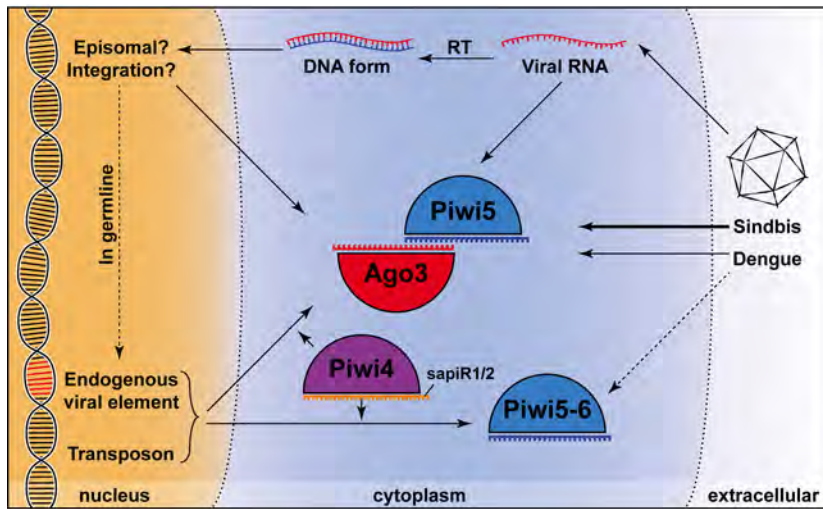 Episomal?
Integration?
DNA form
RT
Viral RNA
In germline
Piwi5
Sindbis
Ago3
Dengue
Piwi4
sapiR1/2
Endogenous
viral element
Piwi5-6
Transposon
nucleus
cytoplasm
extracellular